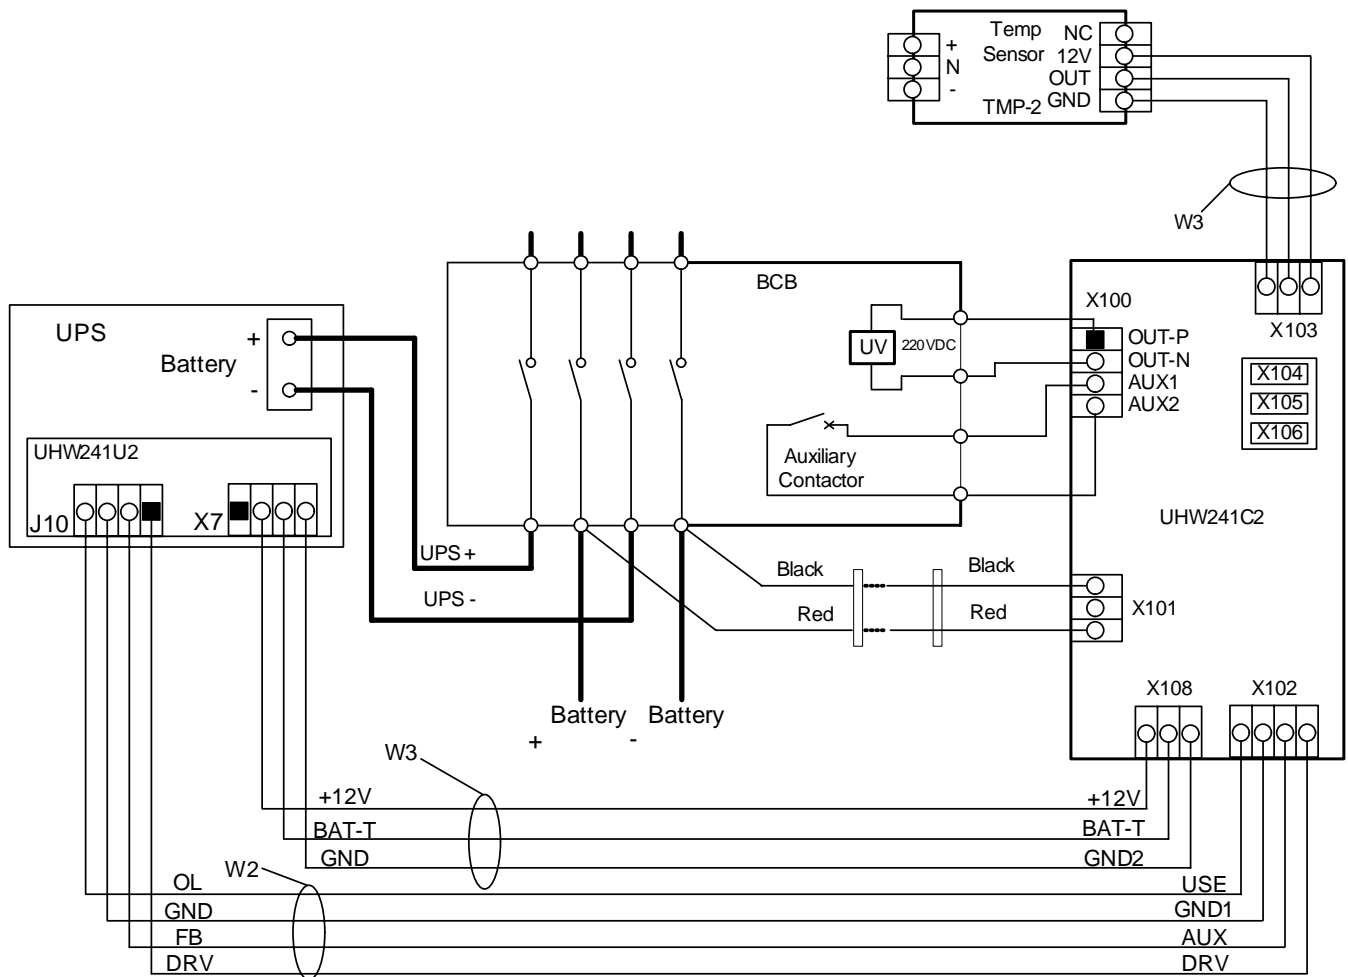 Temp
Sensor
TMP-2
NC
12V
OUT
GND
+
N
-
W3
BCB
UV
220VDC
Auxiliary
Contactor
X100
OUT-P
OUT-N
AUX1
AUX2
X103
X104
X105
X106
UHW241C2
UPS
Battery
+
-
UHW241U2
J10
X7
UPS +
UPS -
Black
Black
Red
Red
X101
X108
X102
Battery
Battery
+
-
W3
+12V
+12V
BAT-T
BAT-T
GND
GND2
W2
OL
USE
GND
GND1
FB
AUX
DRV
DRV